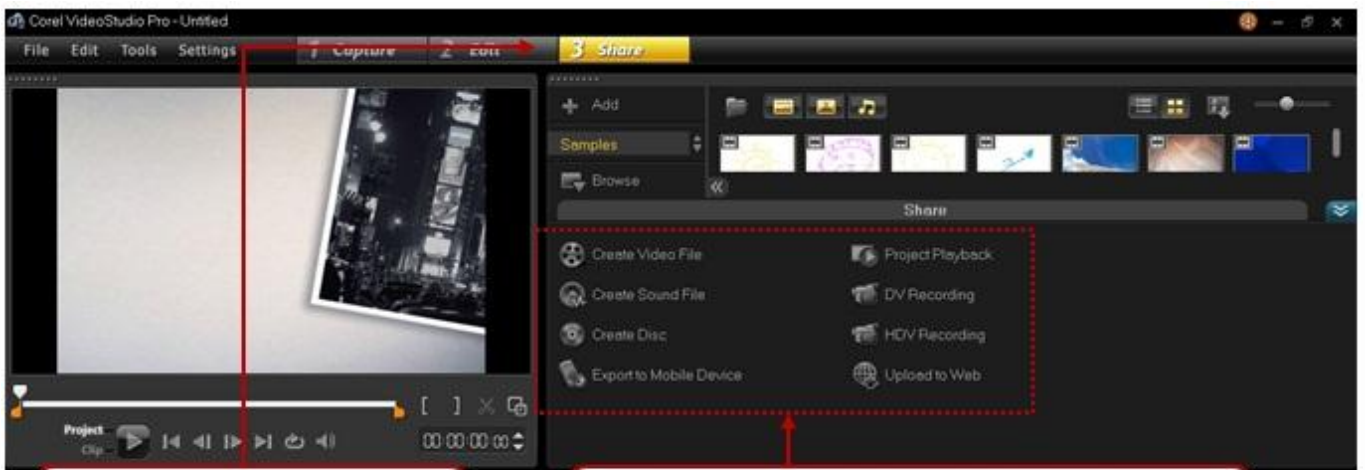 Corel VideoStudio Pro - Untitled
File Edit Tools Settings 1 Capture 2 Edit 3 Share
Add
Samples
Browse
Share
Create Video File
Project Playback
Create Sound File
DV Recording
Create Disc
HDV Recording
Export to Mobile Device
Upload to Web
Project
Clip
00:00:00:00